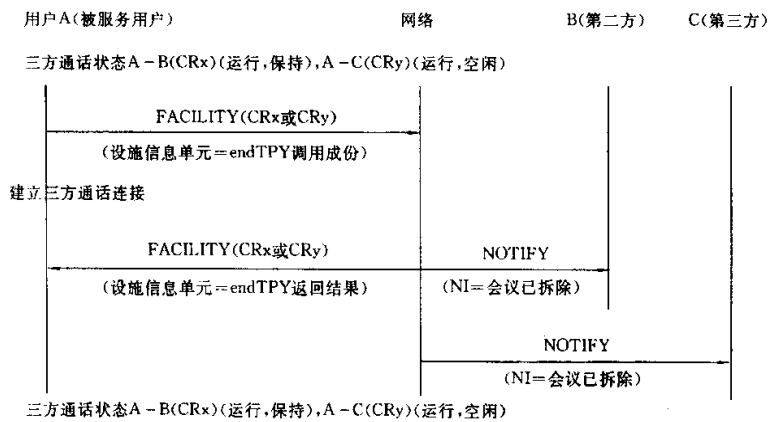 用户A(被服务用户) 网络 B(第二方) C(第三方)
三方通话状态A-B(CRx)(运行,保持),A-C(CRy)(运行,空闲)
FACILITY(CRx或CRy)
(设施信息单元=endTPY调用成份)
建立三方通话连接
FACILITY(CRx或CRy) NOTIFY
(设施信息单元=endTPY返回结果) (NI=会议已拆除)
NOTIFY
(NI=会议已拆除)
三方通话状态A-B(CRx)(运行,保持),A-C(CRy)(运行,空闲)